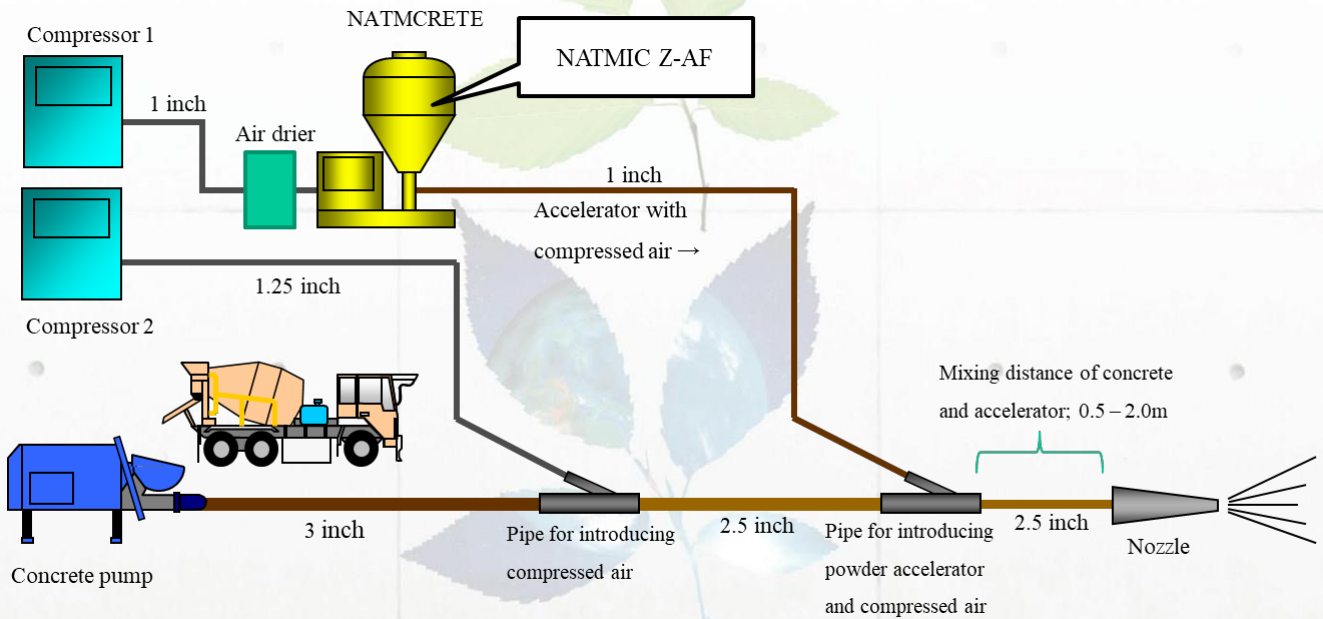 NATMCRETE
Compressor 1
NATMIC Z-AF
1 inch
Air drier
1 inch
Accelerator with
compressed air →
1.25 inch
Compressor 2
Mixing distance of concrete
and accelerator; 0.5 – 2.0m
3 inch
2.5 inch
2.5 inch
Pipe for introducing
compressed air
Pipe for introducing
powder accelerator
and compressed air
Nozzle
Concrete pump